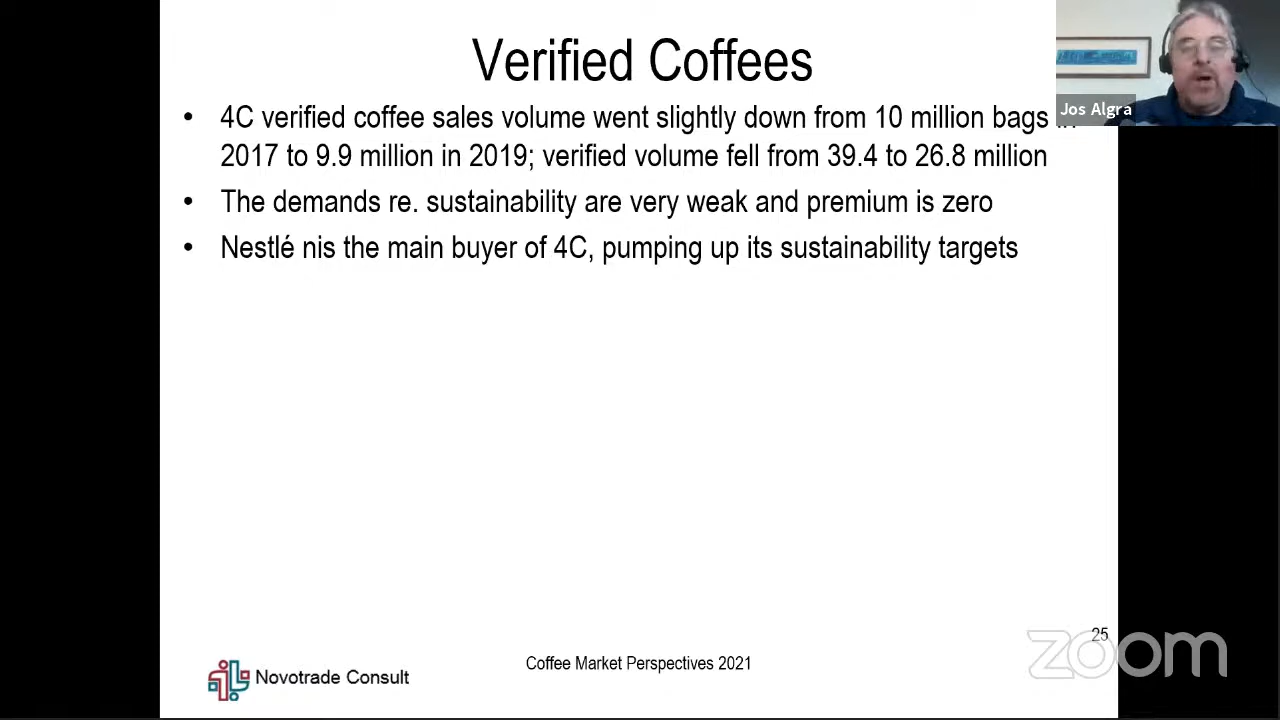 Verified Coffees
Jos Algra
• 4C verified coffee sales volume went slightly down from 10 million bags in
2017 to 9.9 million in 2019; verified volume fell from 39.4 to 26.8 million
• The demands re. sustainability are very weak and premium is zero
• Nestlé nis the main buyer of 4C, pumping up its sustainability targets
25
zoom
Coffee Market Perspectives 2021
Novotrade Consult